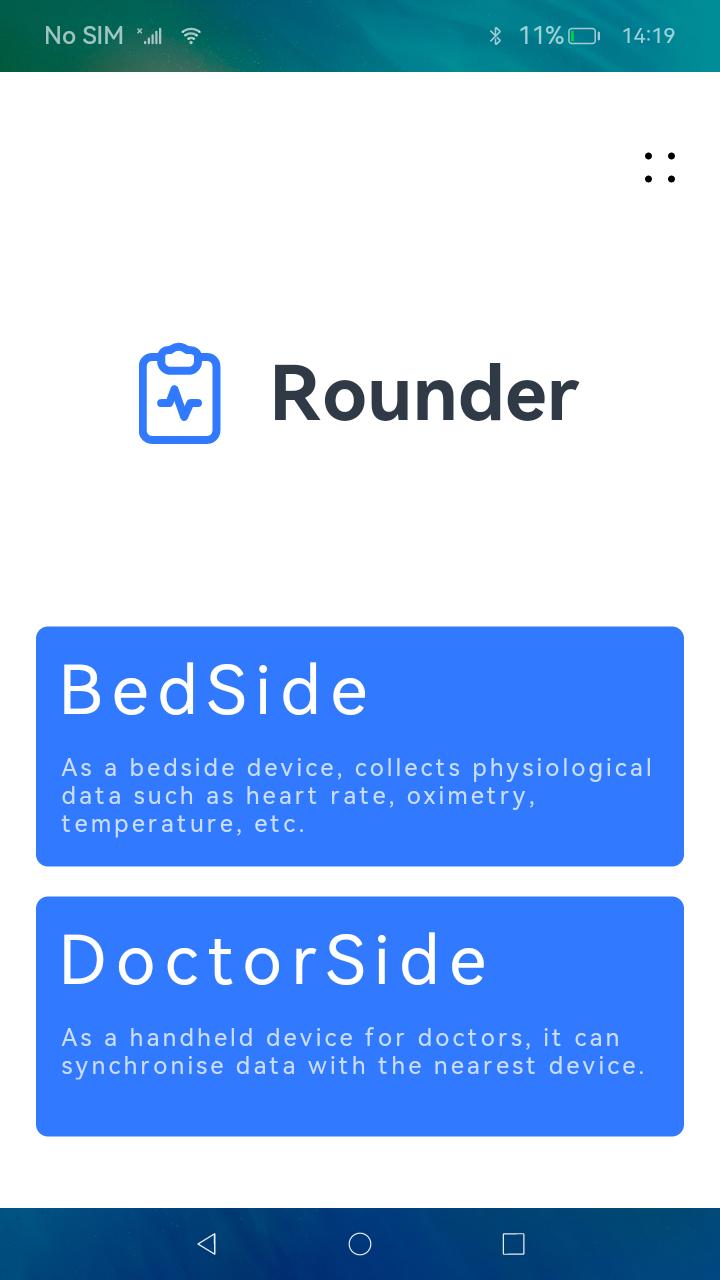 No SIM 11% 14:19
Rounder
BedSide
As a bedside device, collects physiological
data such as heart rate, oximetry,
temperature, etc.
DoctorSide
As a handheld device for doctors, it can
synchronise data with the nearest device.